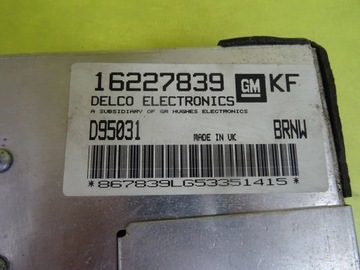 16227839 GM KF
DELCO ELECTRONICS
A SUBSIDIARY OF GM HUGHES ELECTRONICS
D95031 MADE IN UK BRNW
*867839LG53351415*